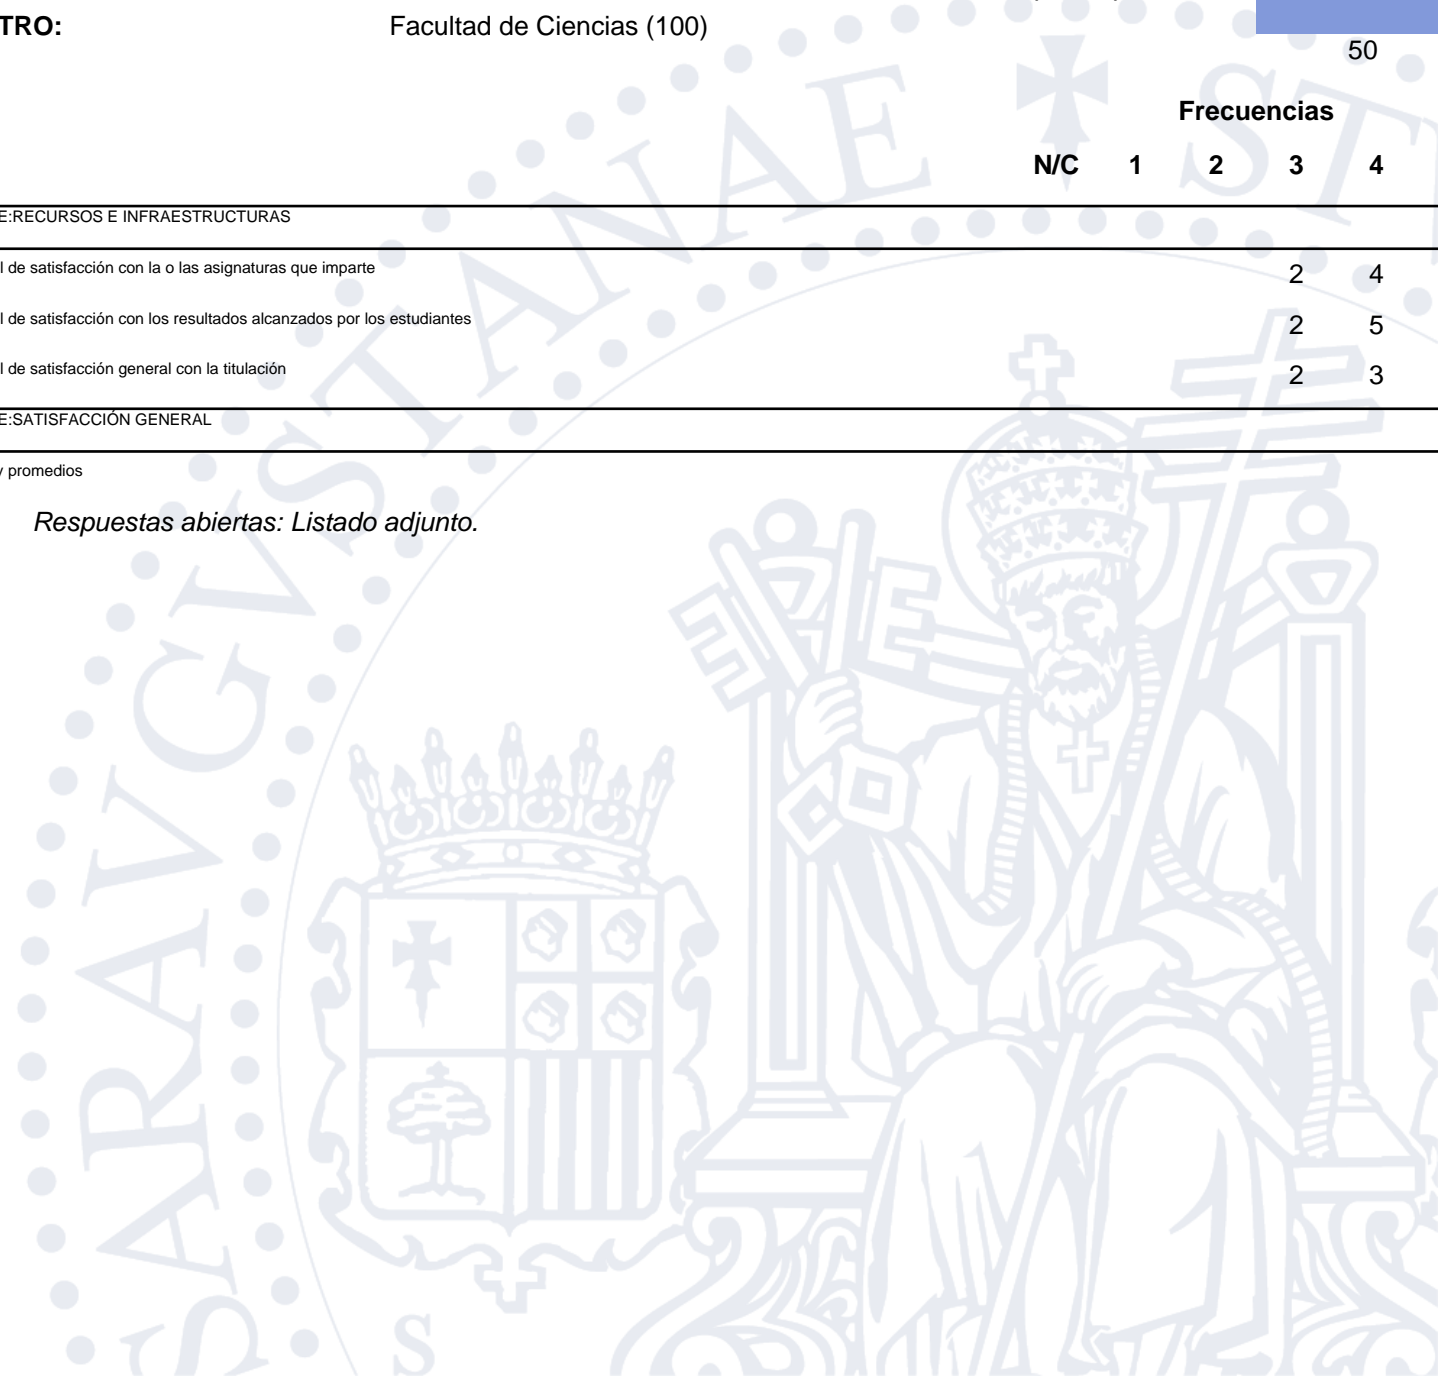 TRO: Facultad de Ciencias (100)
50
Frecuencias
N/C 1 2 3 4
E:RECURSOS E INFRAESTRUCTURAS
l de satisfacción con la o las asignaturas que imparte 2 4
l de satisfacción con los resultados alcanzados por los estudiantes 2 5
l de satisfacción general con la titulación 2 3
E:SATISFACCIÓN GENERAL
y promedios
Respuestas abiertas: Listado adjunto.
SARAVGVSTANAE ST
S